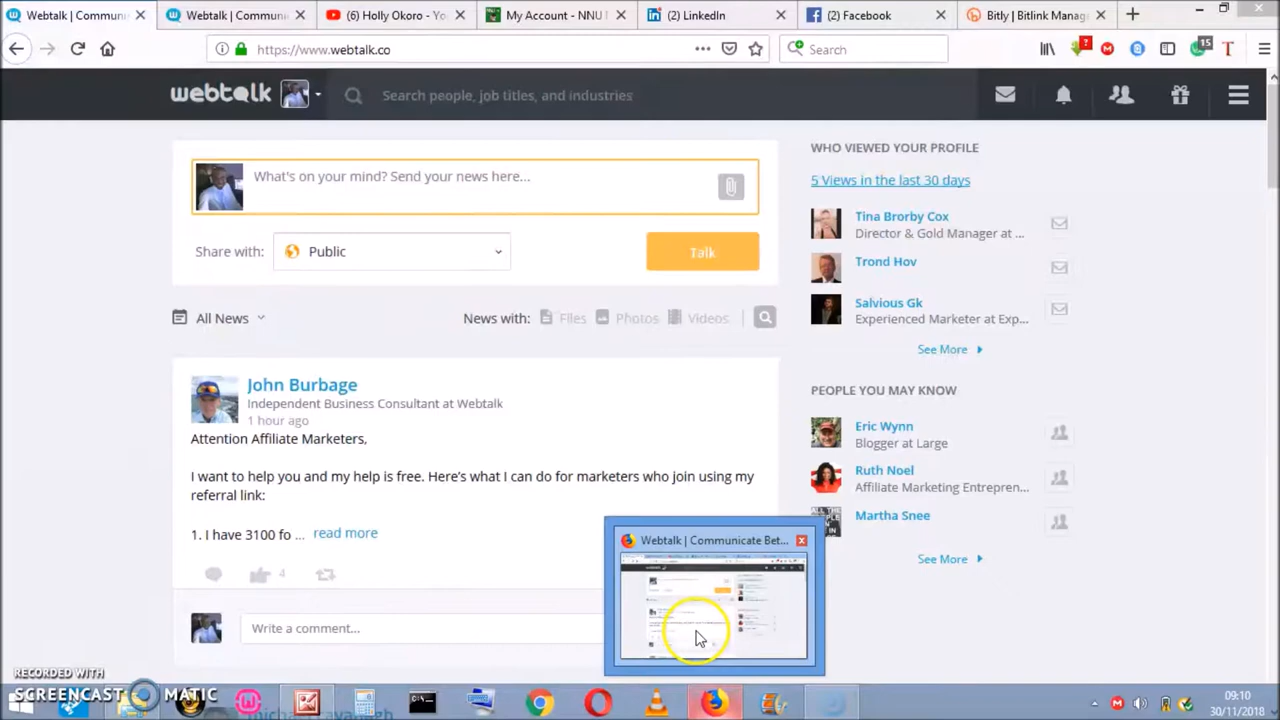 Webtalk | Communi
Webtalk | Communi
(6) Holly Okoro - Yo
My Account - NNU
(2) LinkedIn
(2) Facebook
Bitly | Bitlink Manage
https://www.webtalk.co
Search
7
15
webtalk
Search people, job titles, and industries
What's on your mind? Send your news here...
Share with:
Public
Talk
All News
News with:
Files
Photos
Videos
John Burbage
Independent Business Consultant at Webtalk
1 hour ago
Attention Affiliate Marketers,
I want to help you and my help is free. Here's what I can do for marketers who join using my
referral link:
1. I have 3100 fo ... read more
4
Write a comment...
WHO VIEWED YOUR PROFILE
5 Views in the last 30 days
Tina Brorby Cox
Director & Gold Manager at ...
Trond Hov
Salvious Gk
Experienced Marketer at Exp...
See More
PEOPLE YOU MAY KNOW
Eric Wynn
Blogger at Large
Ruth Noel
Affiliate Marketing Entrepren...
Martha Snee
See More
Webtalk | Communicate Bet...
RECORDED WITH
SCREENCAST MATIC
09:10
30/11/2018